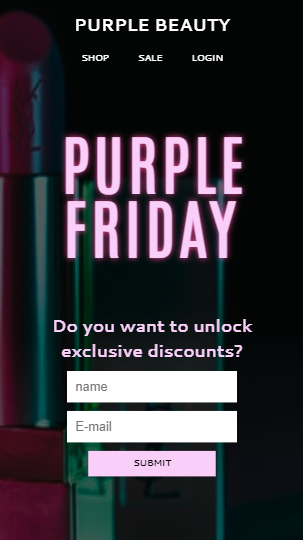 PURPLE BEAUTY
SHOP SALE LOGIN
PURPLE
FRIDAY
Do you want to unlock
exclusive discounts?
name
E-mail
SUBMIT